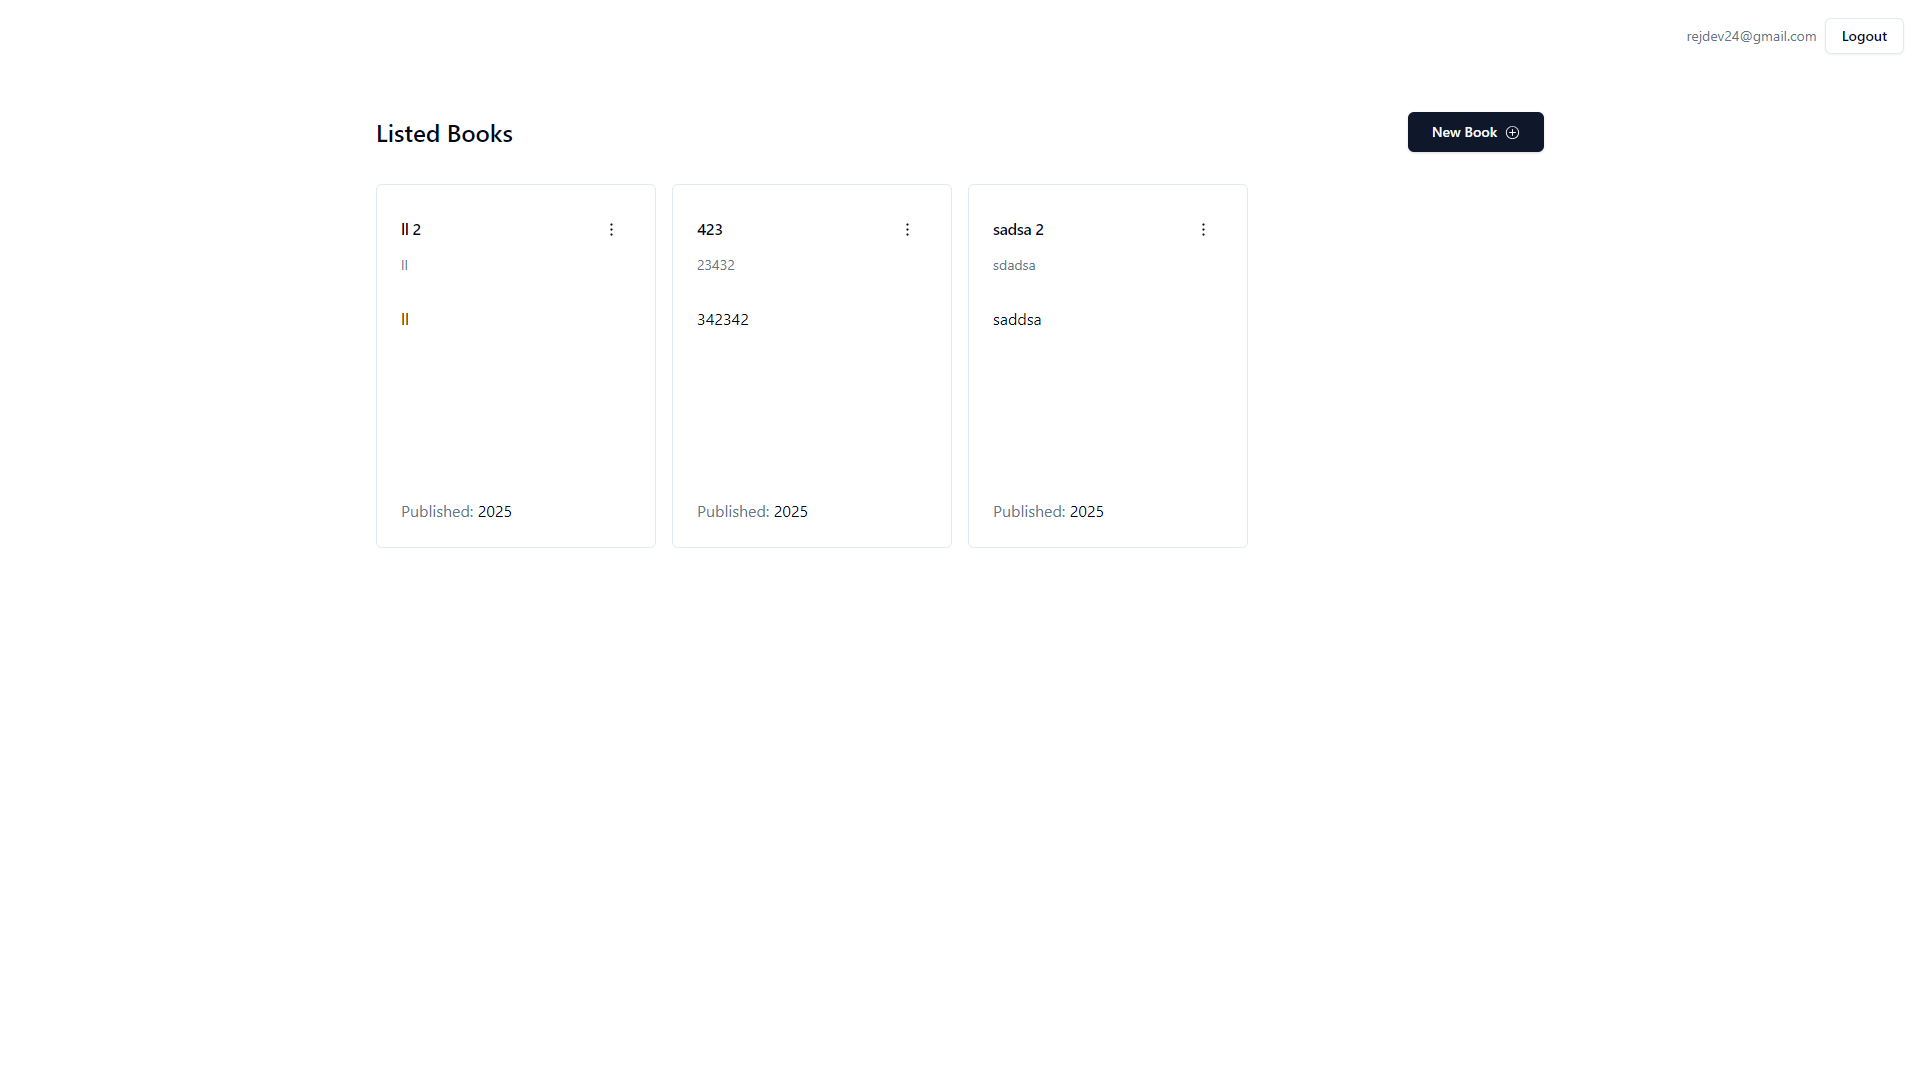 rejdev24@gmail.com Logout
Listed Books
New Book
ll 2
ll
ll
Published: 2025
423
23432
342342
Published: 2025
sadsa 2
sdadsa
saddsa
Published: 2025